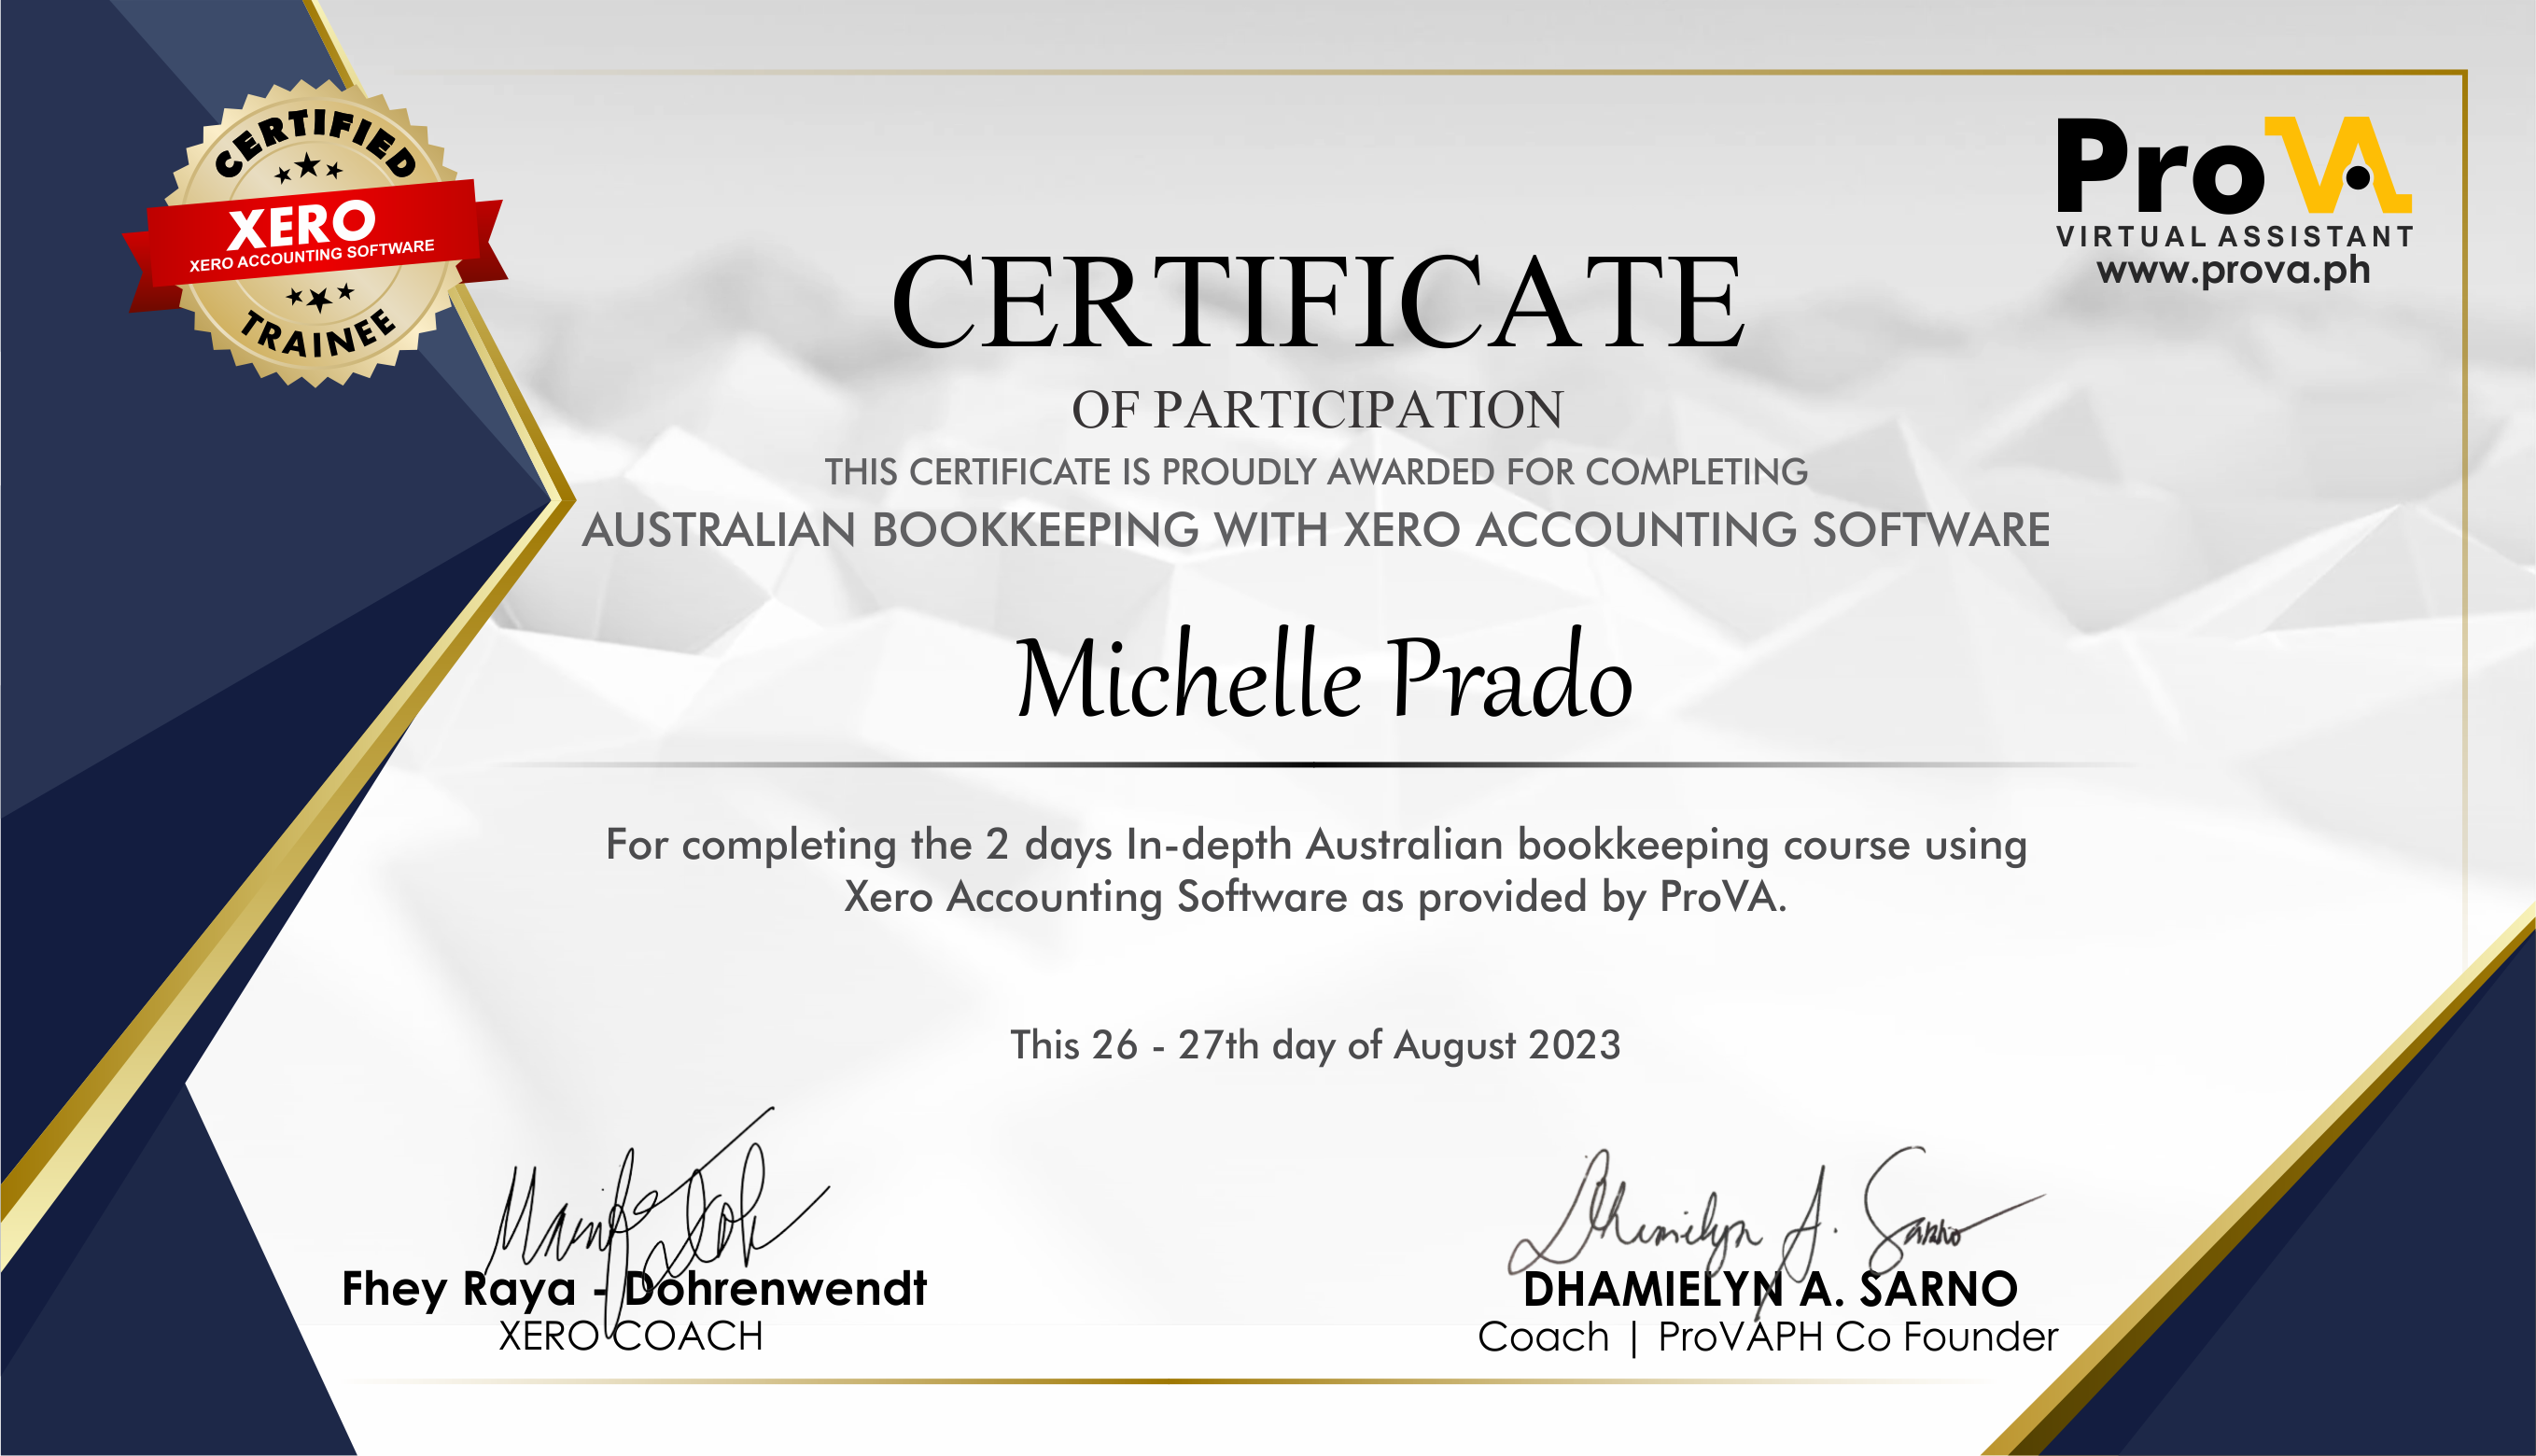 CERTIFIED
XERO
XERO ACCOUNTING SOFTWARE
TRAINEE
ProVA
VIRTUAL ASSISTANT
www.prova.ph
CERTIFICATE
OF PARTICIPATION
THIS CERTIFICATE IS PROUDLY AWARDED FOR COMPLETING
AUSTRALIAN BOOKKEEPING WITH XERO ACCOUNTING SOFTWARE
Michelle Prado
For completing the 2 days In-depth Australian bookkeeping course using
Xero Accounting Software as provided by ProVA.
This 26 - 27th day of August 2023
Fhey Raya - Dohrenwendt
XERO COACH
Dhamielyn A. Sarno
DHAMIELYN A. SARNO
Coach | ProVAPH Co Founder